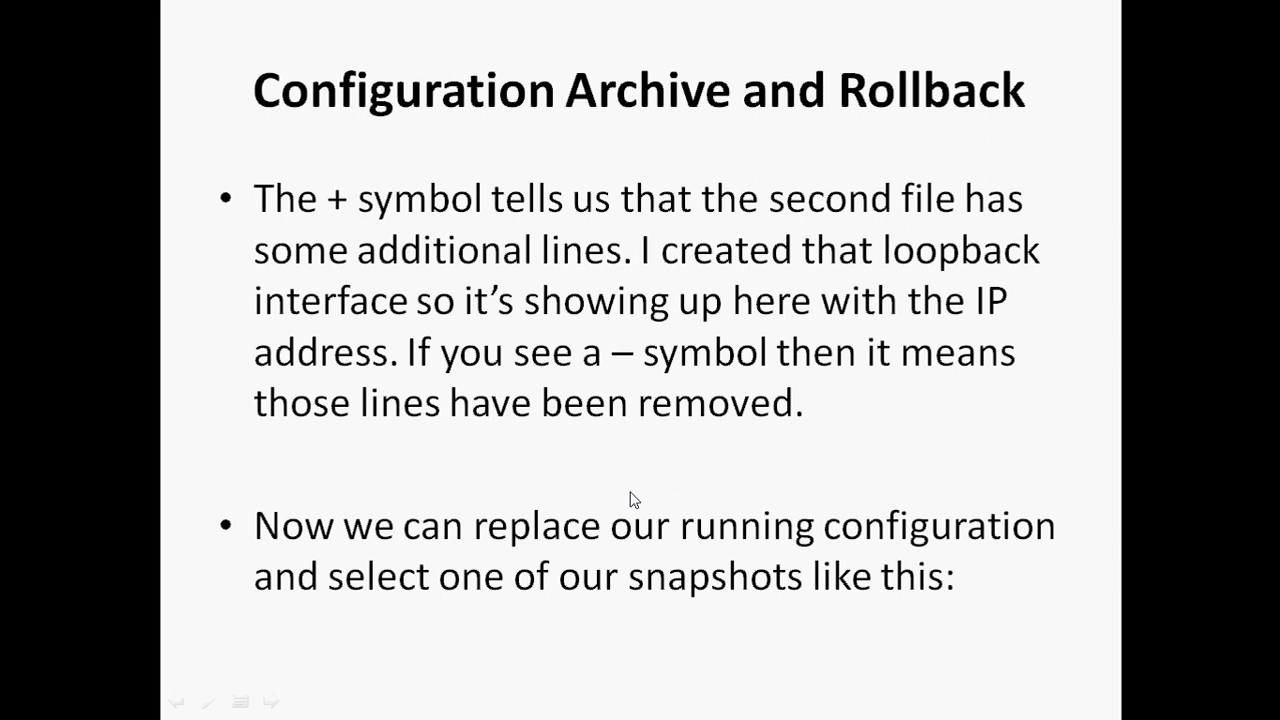 Configuration Archive and Rollback
• The + symbol tells us that the second file has
some additional lines. I created that loopback
interface so it’s showing up here with the IP
address. If you see a – symbol then it means
those lines have been removed.
• Now we can replace our running configuration
and select one of our snapshots like this: